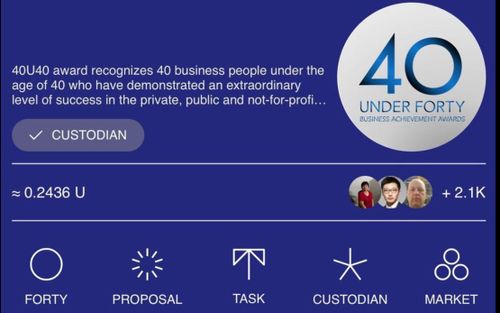 40U40 award recognizes 40 business people under the
age of 40 who have demonstrated an extraordinary
level of success in the private, public and not-for-profi...
40
UNDER FORTY
BUSINESS ACHIEVEMENT AWARDS
✓ CUSTODIAN
≈ 0.2436 U
+ 2.1K
FORTY
PROPOSAL
TASK
CUSTODIAN
MARKET